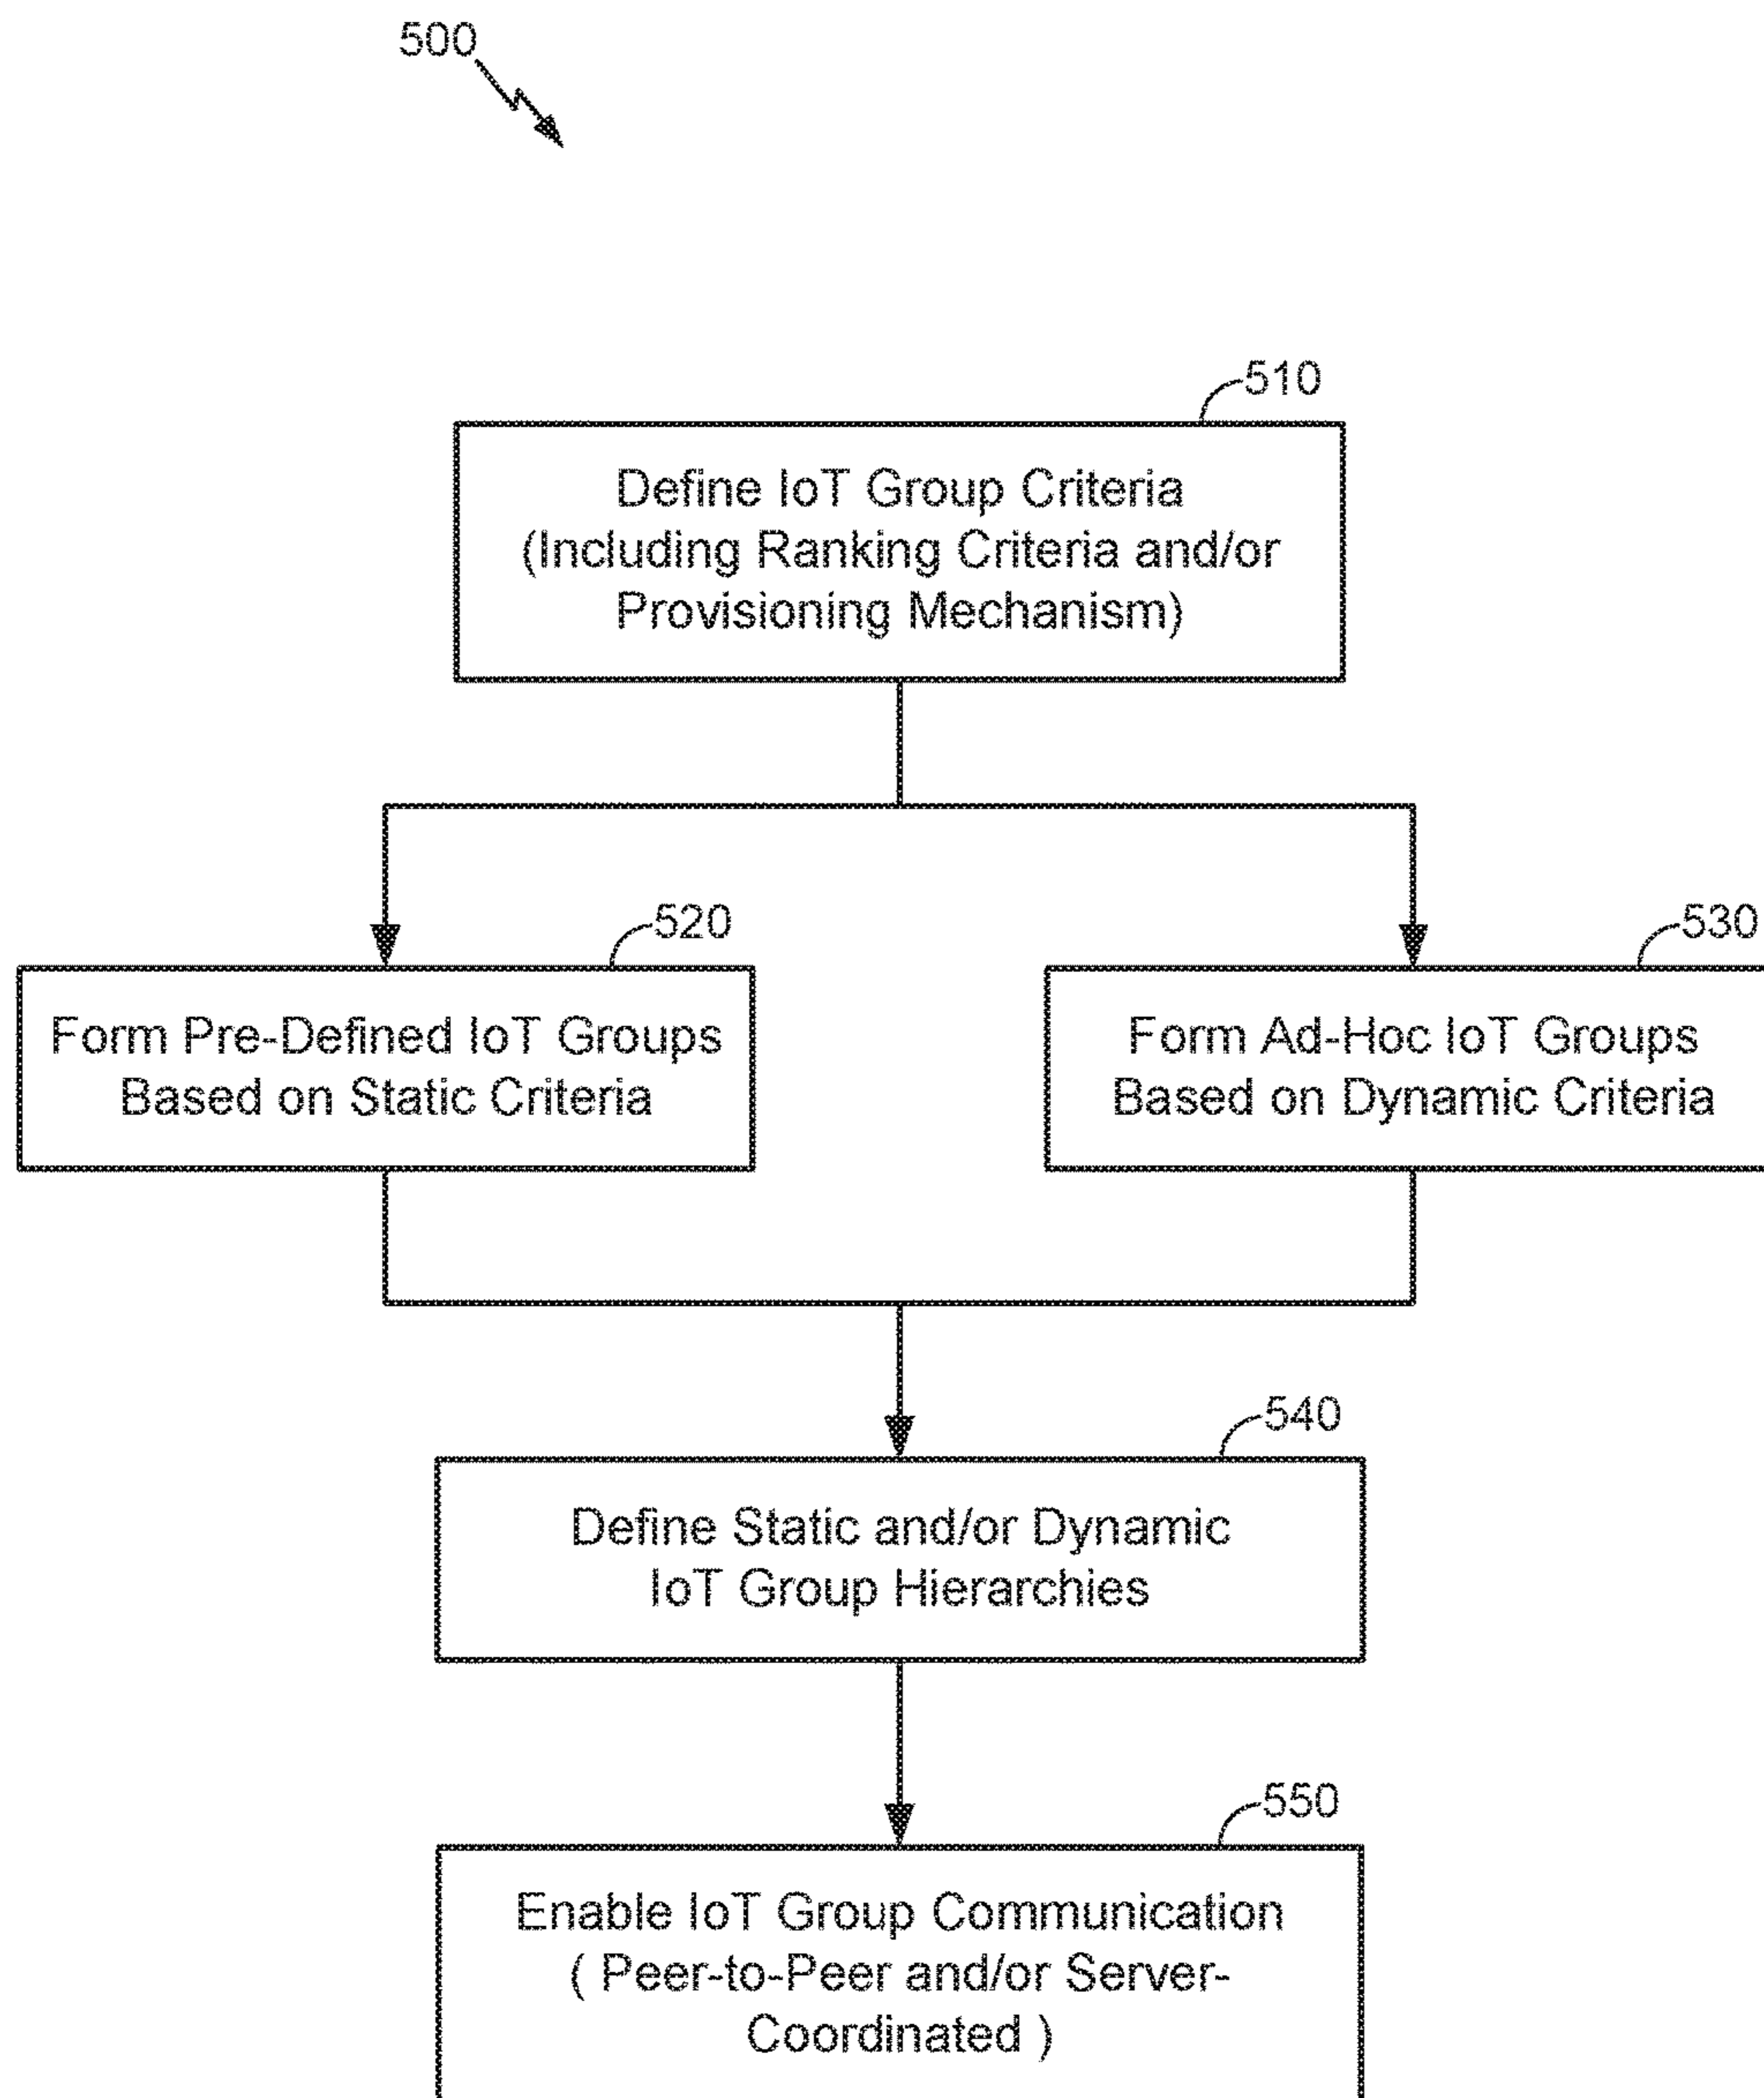 500
510
Define IoT Group Criteria
(Including Ranking Criteria and/or
Provisioning Mechanism)
520
Form Pre-Defined IoT Groups
Based on Static Criteria
530
Form Ad-Hoc IoT Groups
Based on Dynamic Criteria
540
Define Static and/or Dynamic
IoT Group Hierarchies
550
Enable IoT Group Communication
( Peer-to-Peer and/or Server-
Coordinated )